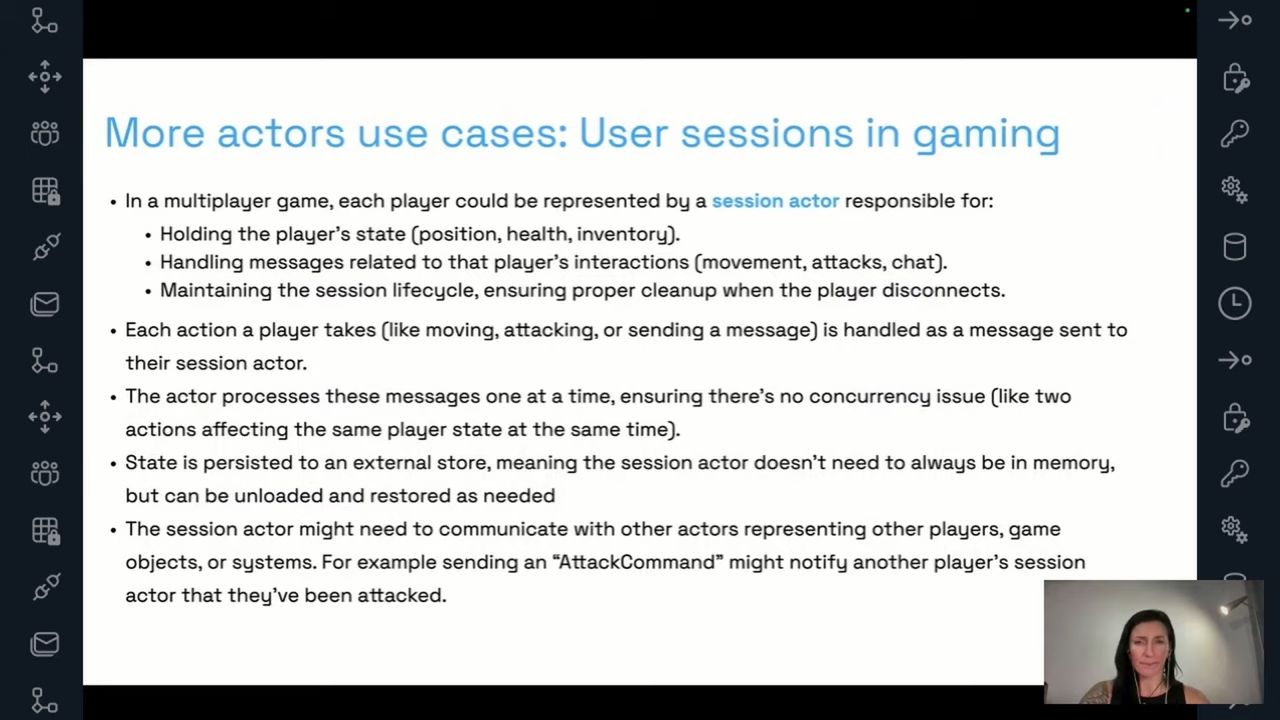 More actors use cases: User sessions in gaming
• In a multiplayer game, each player could be represented by a session actor responsible for:
• Holding the player's state (position, health, inventory).
• Handling messages related to that player's interactions (movement, attacks, chat).
• Maintaining the session lifecycle, ensuring proper cleanup when the player disconnects.
• Each action a player takes (like moving, attacking, or sending a message) is handled as a message sent to
their session actor.
• The actor processes these messages one at a time, ensuring there's no concurrency issue (like two
actions affecting the same player state at the same time).
• State is persisted to an external store, meaning the session actor doesn't need to always be in memory,
but can be unloaded and restored as needed
• The session actor might need to communicate with other actors representing other players, game
objects, or systems. For example sending an “AttackCommand” might notify another player's session
actor that they've been attacked.